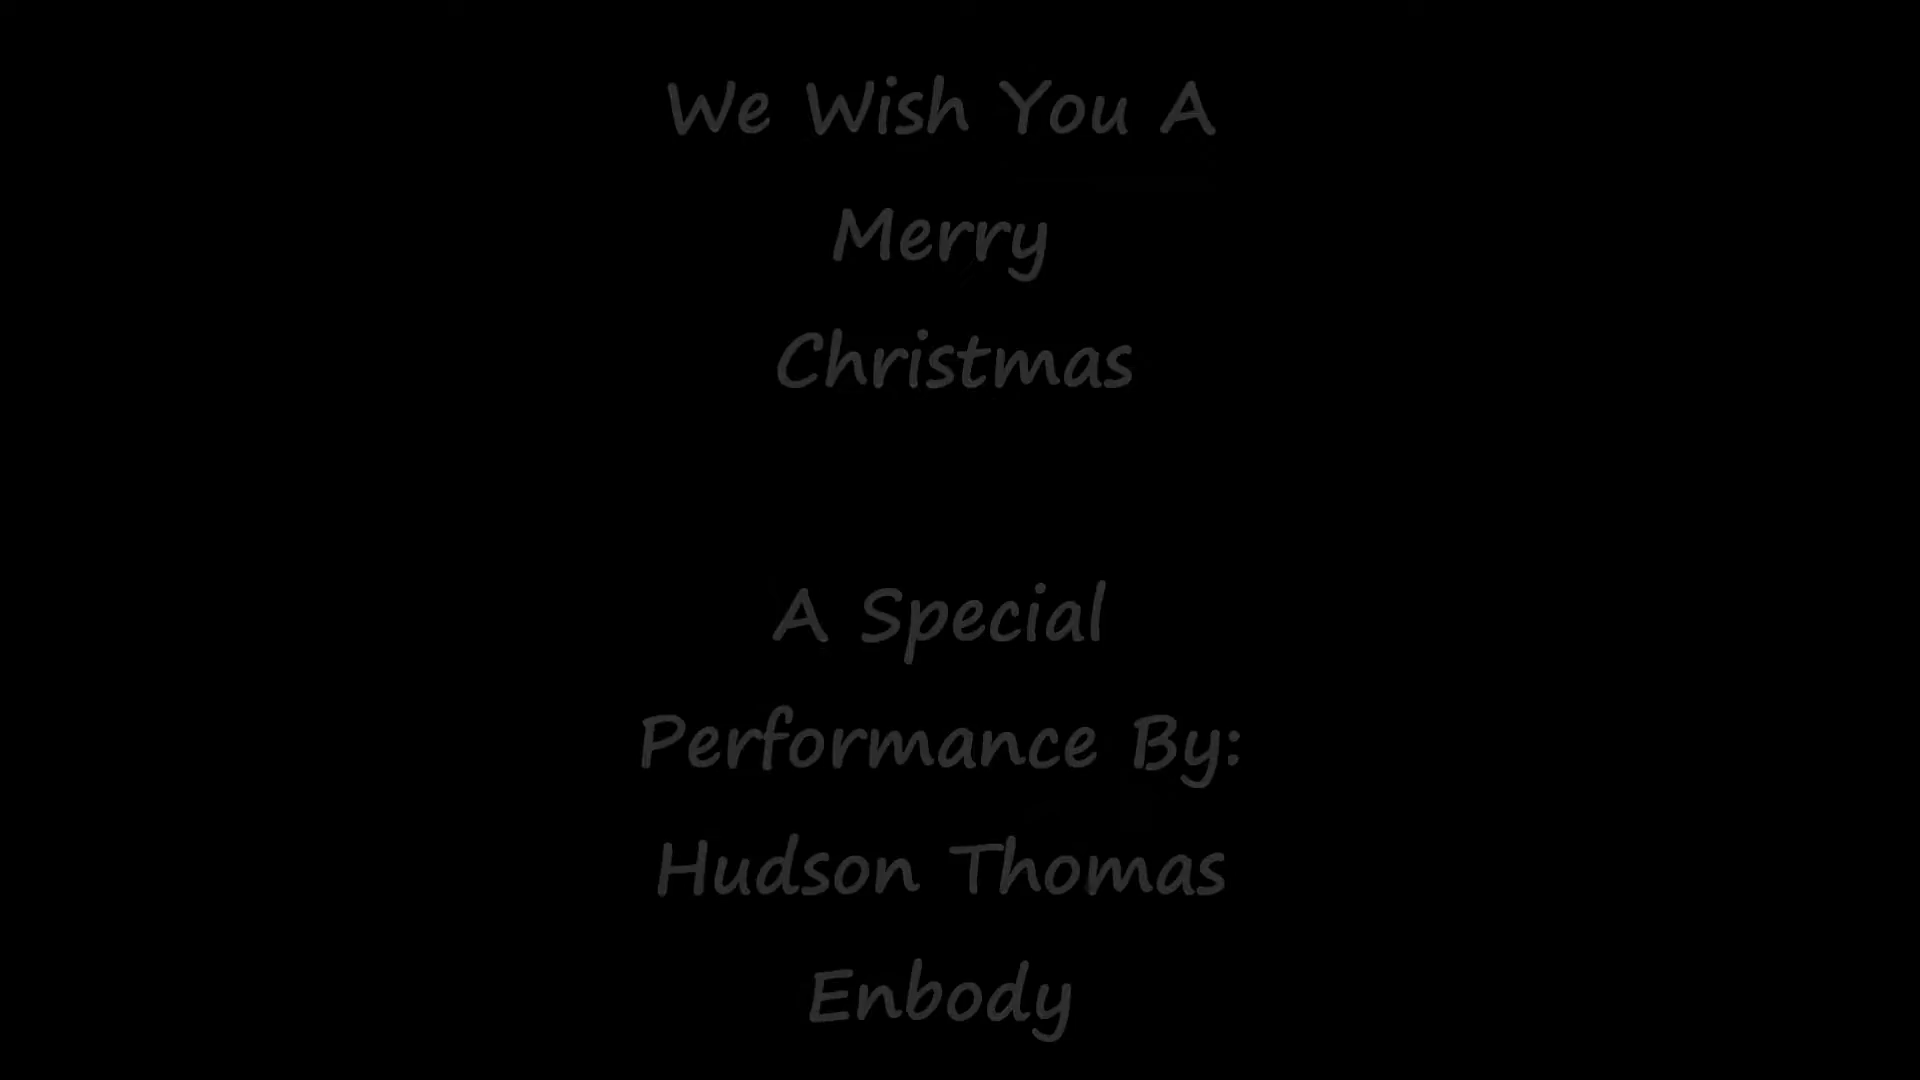 We Wish You A
Merry
Christmas
A Special
Performance By:
Hudson Thomas
Enbody